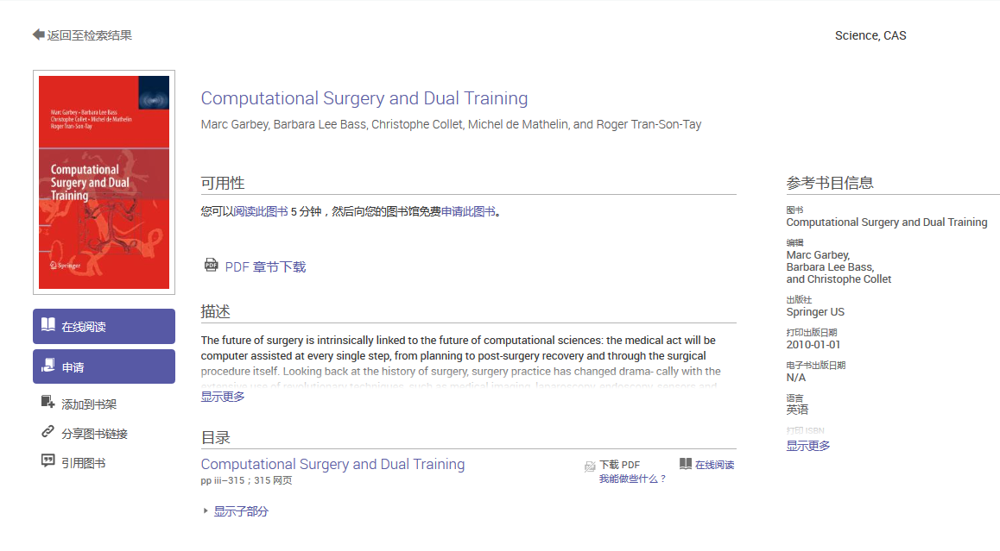 返回至检索结果
Science, CAS
Marc Garbey • Barbara Lee Bass
Christophe Collet • Michel de Mathelin
Roger Tran-Son-Tay
Computational
Surgery and Dual
Training
Springer
在线阅读
申请
添加到书架
分享图书链接
引用图书
Computational Surgery and Dual Training
Marc Garbey, Barbara Lee Bass, Christophe Collet, Michel de Mathelin, and Roger Tran-Son-Tay
可用性
您可以阅读此图书 5 分钟，然后向您的图书馆免费申请此图书。
PDF
PDF 章节下载
描述
The future of surgery is intrinsically linked to the future of computational sciences: the medical act will be
computer assisted at every single step, from planning to post-surgery recovery and through the surgical
procedure itself. Looking back at the history of surgery, surgery practice has changed drama- cally with the
extensive use of revolutionary techniques, such as medical imaging, laparoscopy, endoscopy, sensors and
显示更多
目录
Computational Surgery and Dual Training
pp iii–315；315 网页
下载 PDF
我能做些什么？
在线阅读
显示子部分
参考书目信息
图书
Computational Surgery and Dual Training
编辑
Marc Garbey,
Barbara Lee Bass,
and Christophe Collet
出版社
Springer US
打印出版日期
2010-01-01
电子书出版日期
N/A
语言
英语
打印 ISBN
显示更多